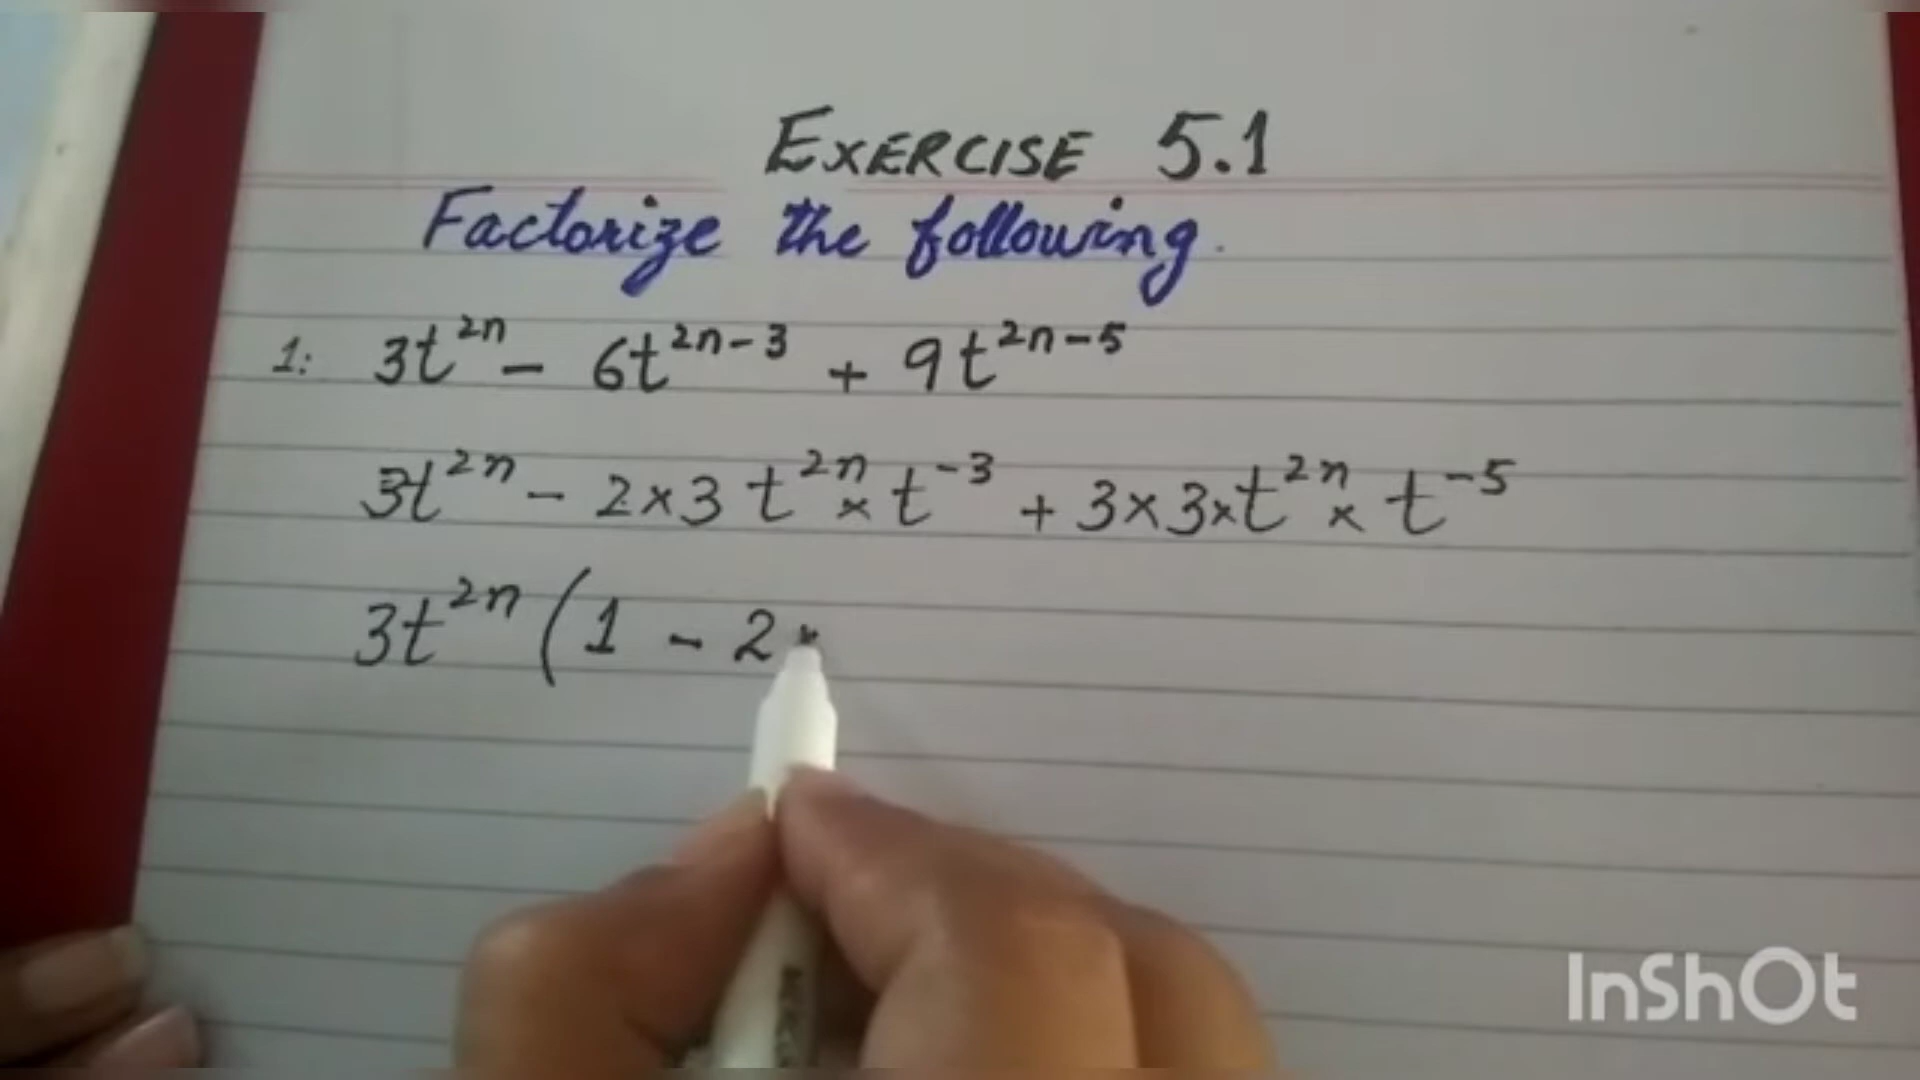 EXERCISE 5.1
Factorize the following.
1: 3t^{2n} - 6t^{2n-3} + 9t^{2n-5}
3t^{2n} - 2×3 t^{2n} × t^{-3} + 3×3×t^{2n} × t^{-5}
3t^{2n} (1 - 2
InShOt